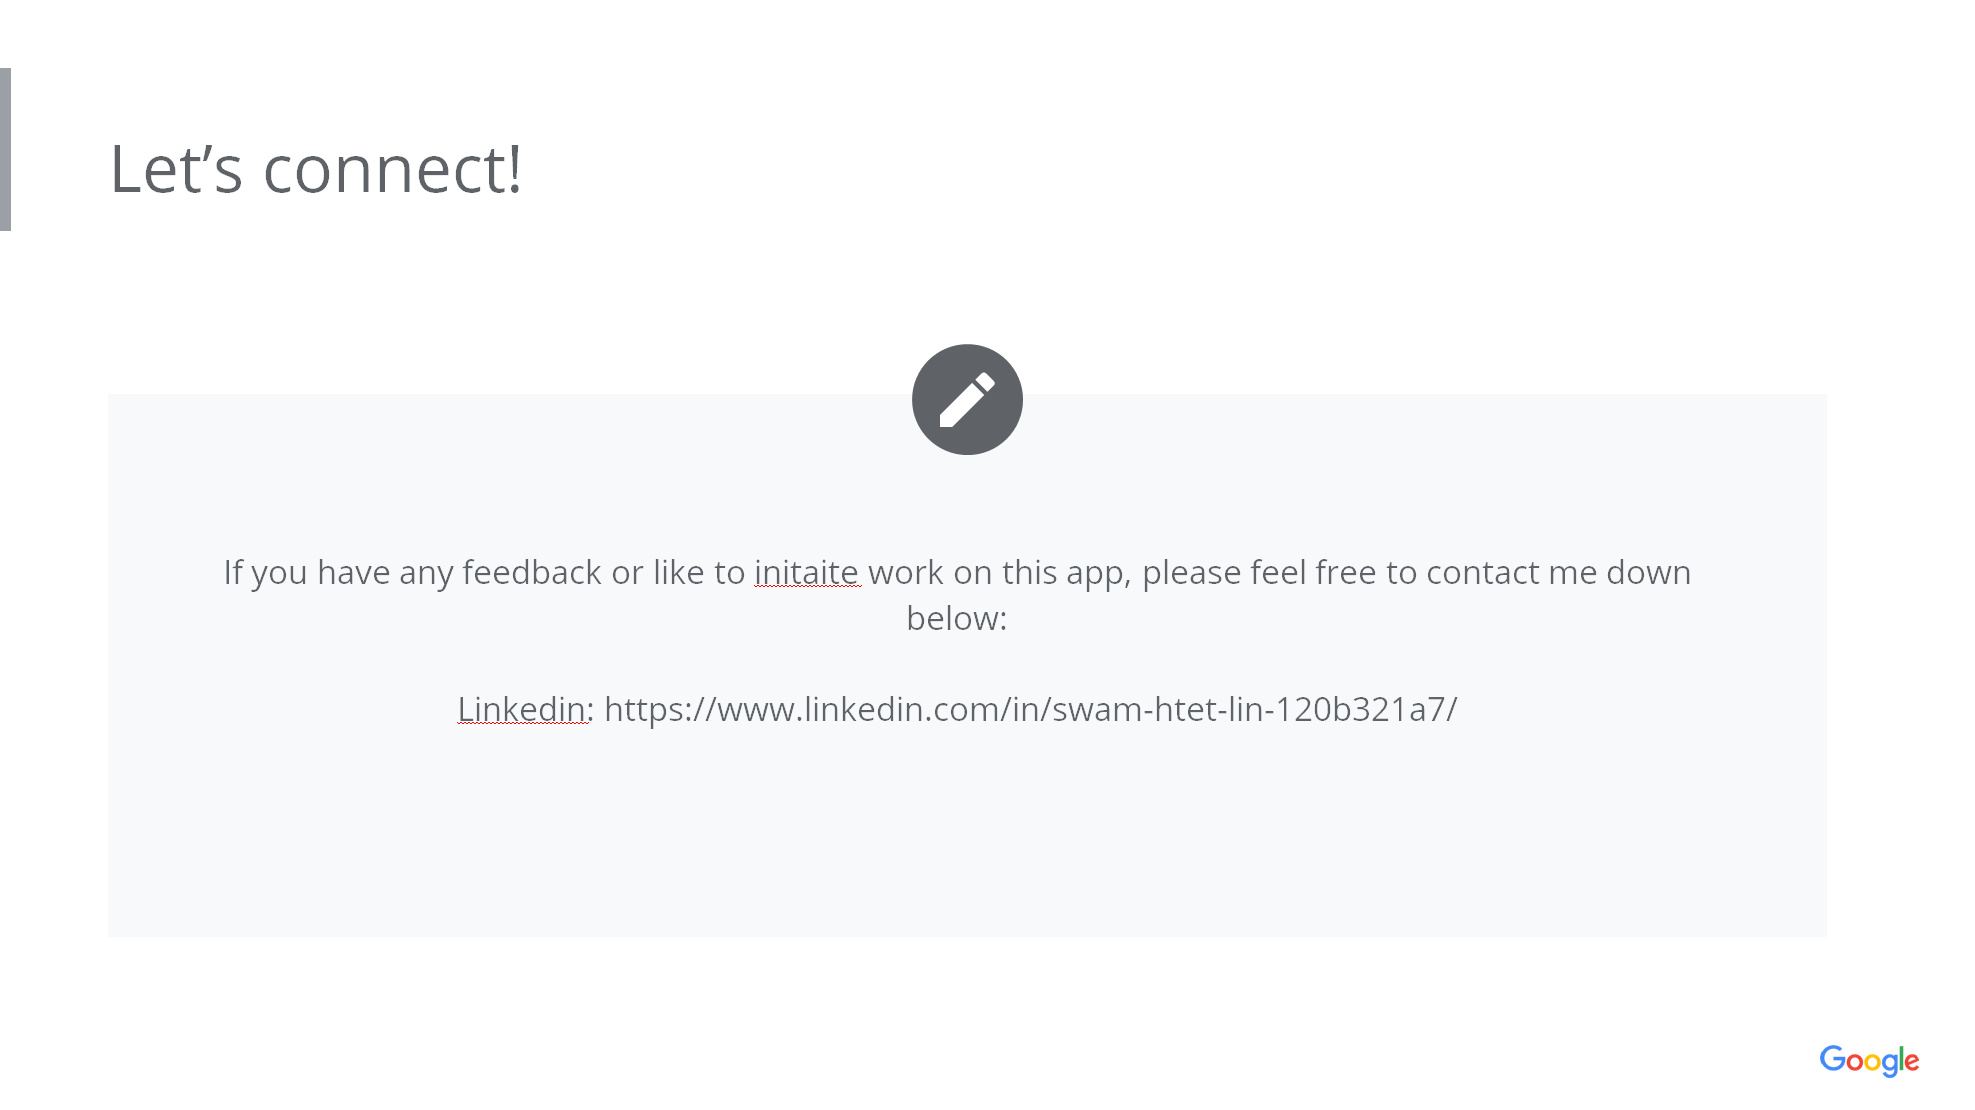 Let’s connect!
If you have any feedback or like to initaite work on this app, please feel free to contact me down
below:
Linkedin: https://www.linkedin.com/in/swam-htet-lin-120b321a7/
Google